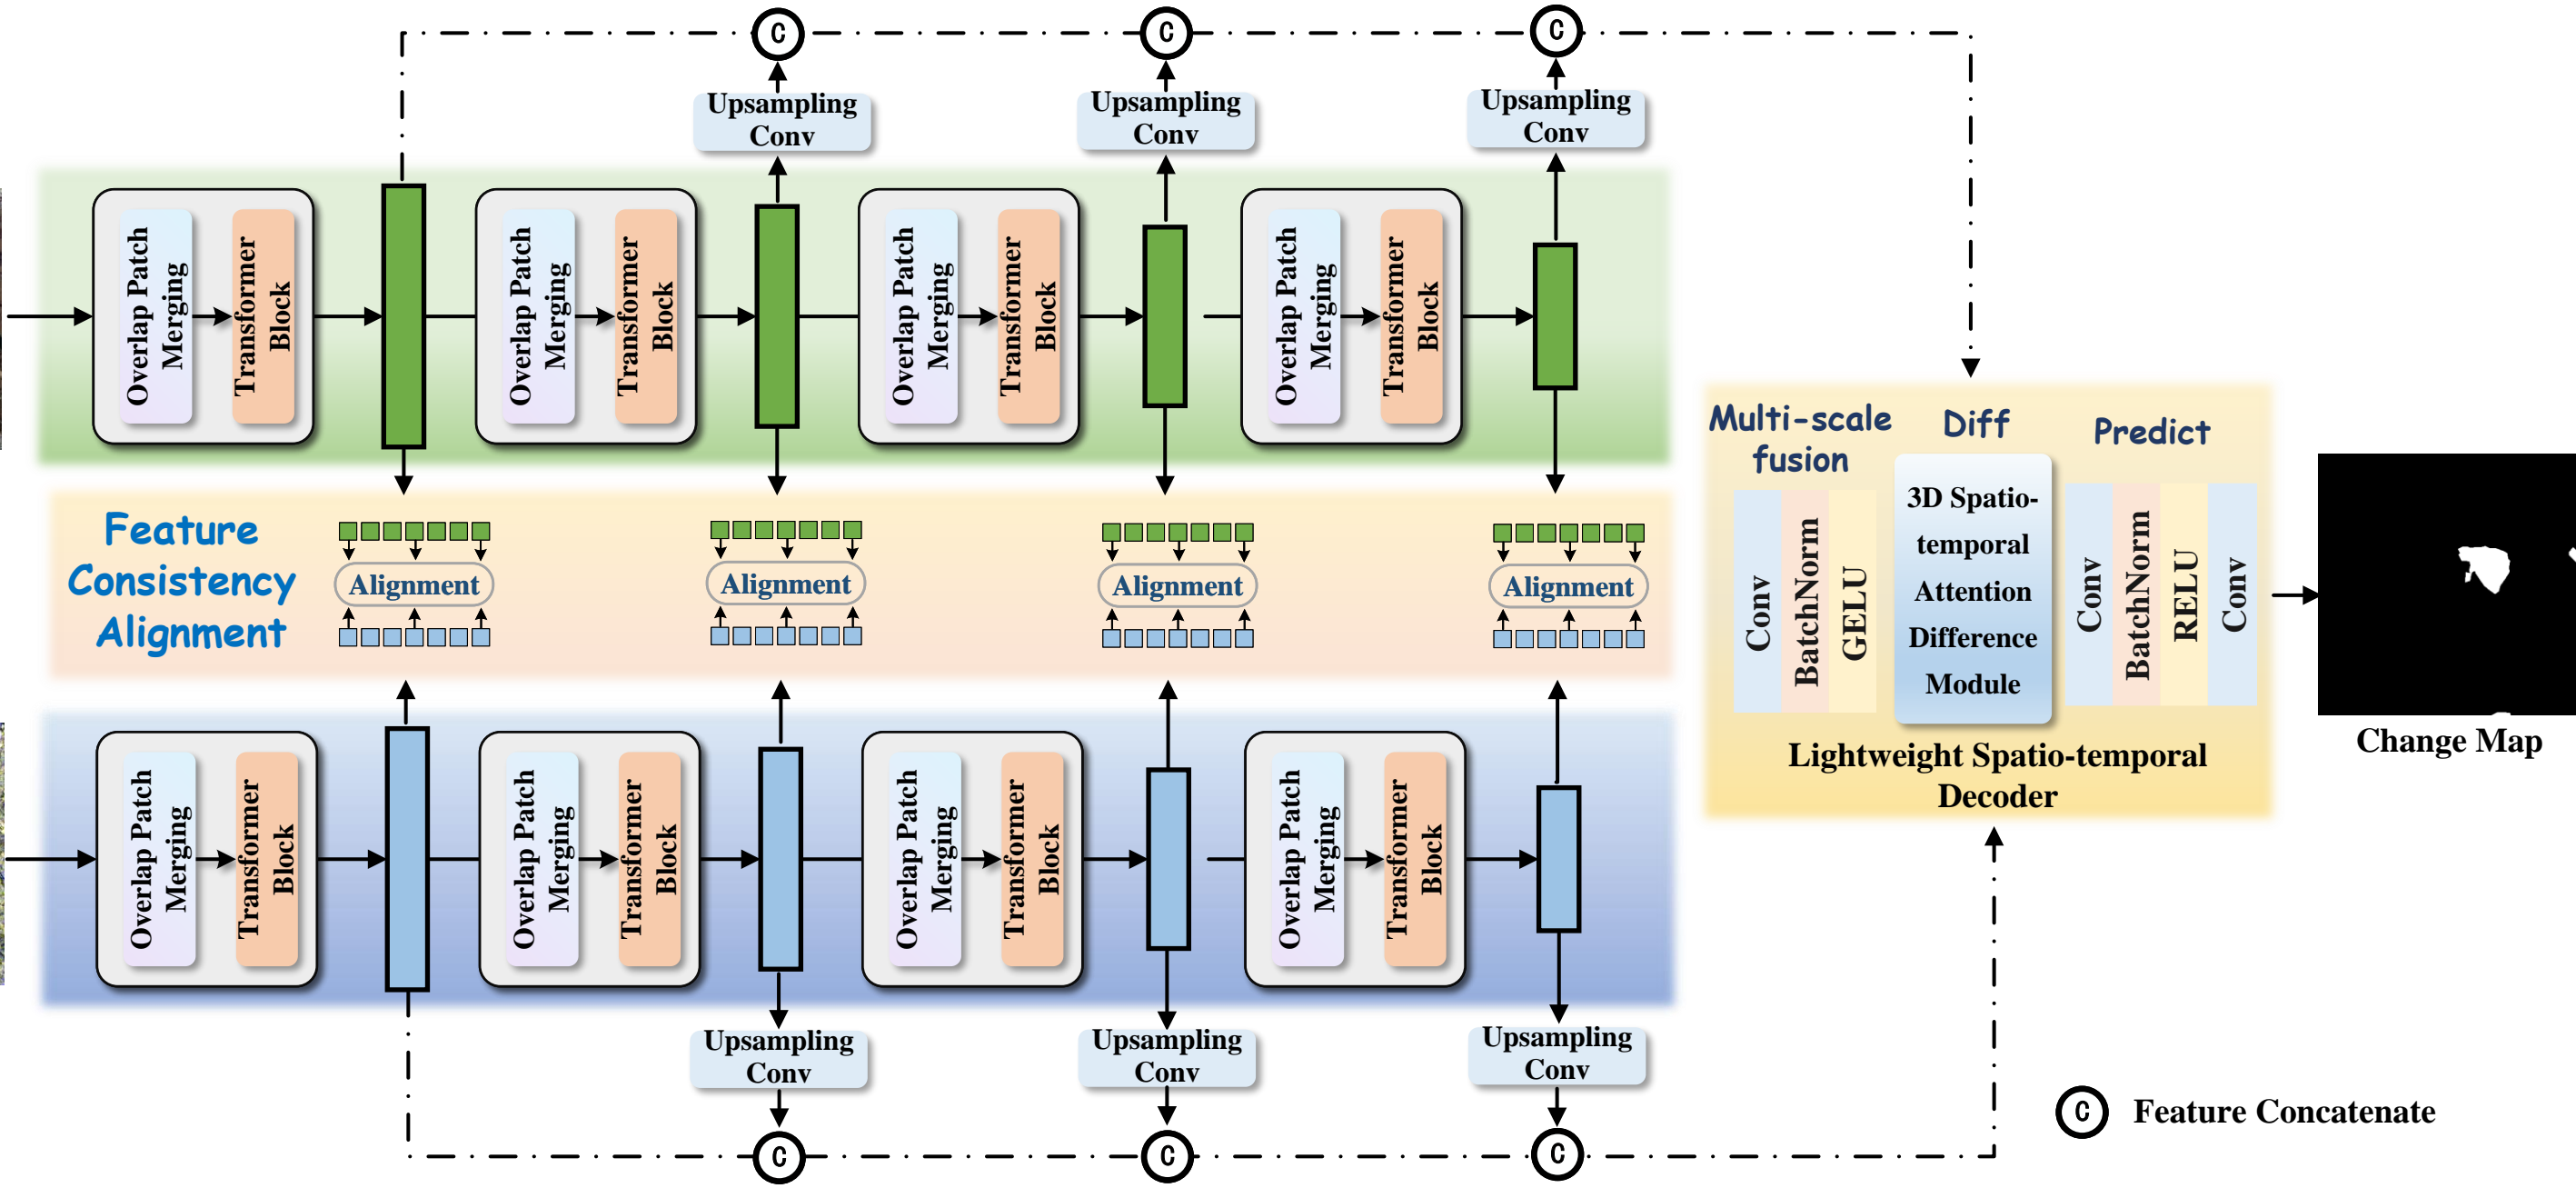 C
C
C
Upsampling
Conv
Upsampling
Conv
Upsampling
Conv
Overlap Patch
Merging
Transformer
Block
Overlap Patch
Merging
Transformer
Block
Overlap Patch
Merging
Transformer
Block
Overlap Patch
Merging
Transformer
Block
Feature
Consistency
Alignment
Alignment
Alignment
Alignment
Alignment
Overlap Patch
Merging
Transformer
Block
Overlap Patch
Merging
Transformer
Block
Overlap Patch
Merging
Transformer
Block
Overlap Patch
Merging
Transformer
Block
Upsampling
Conv
Upsampling
Conv
Upsampling
Conv
C
C
C
Multi-scale
fusion
Conv
BatchNorm
GELU
Diff
3D Spatio-
temporal
Attention
Difference
Module
Predict
Conv
BatchNorm
RELU
Conv
Lightweight Spatio-temporal
Decoder
Change Map
C Feature Concatenate